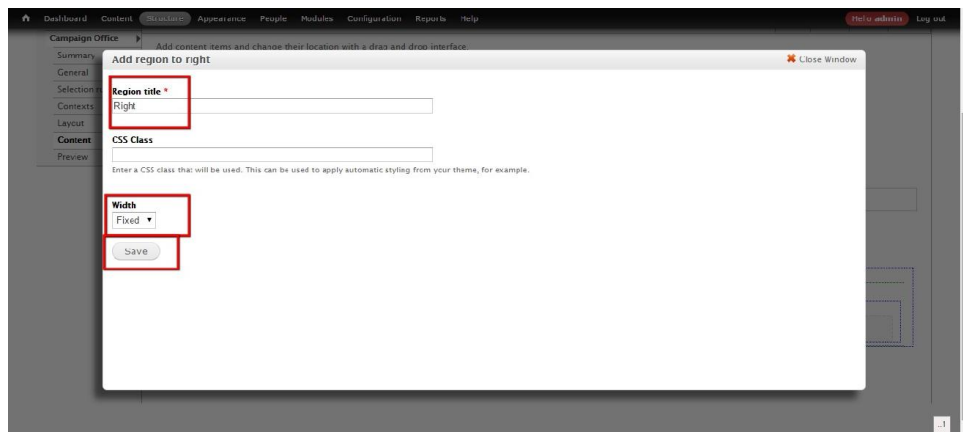 Dashboard Content Structure Appearance People Modules Configuration Reports Help Hello admin Log out
Campaign Office
Add content items and change their location with a drag and drop interface.
Summary
Add region to right
Close Window
General
Selection
Region title *
Contexts
Right
Layout
Content
CSS Class
Preview
Enter a CSS class that will be used. This can be used to apply automatic styling from your theme, for example.
Width
Fixed
Save